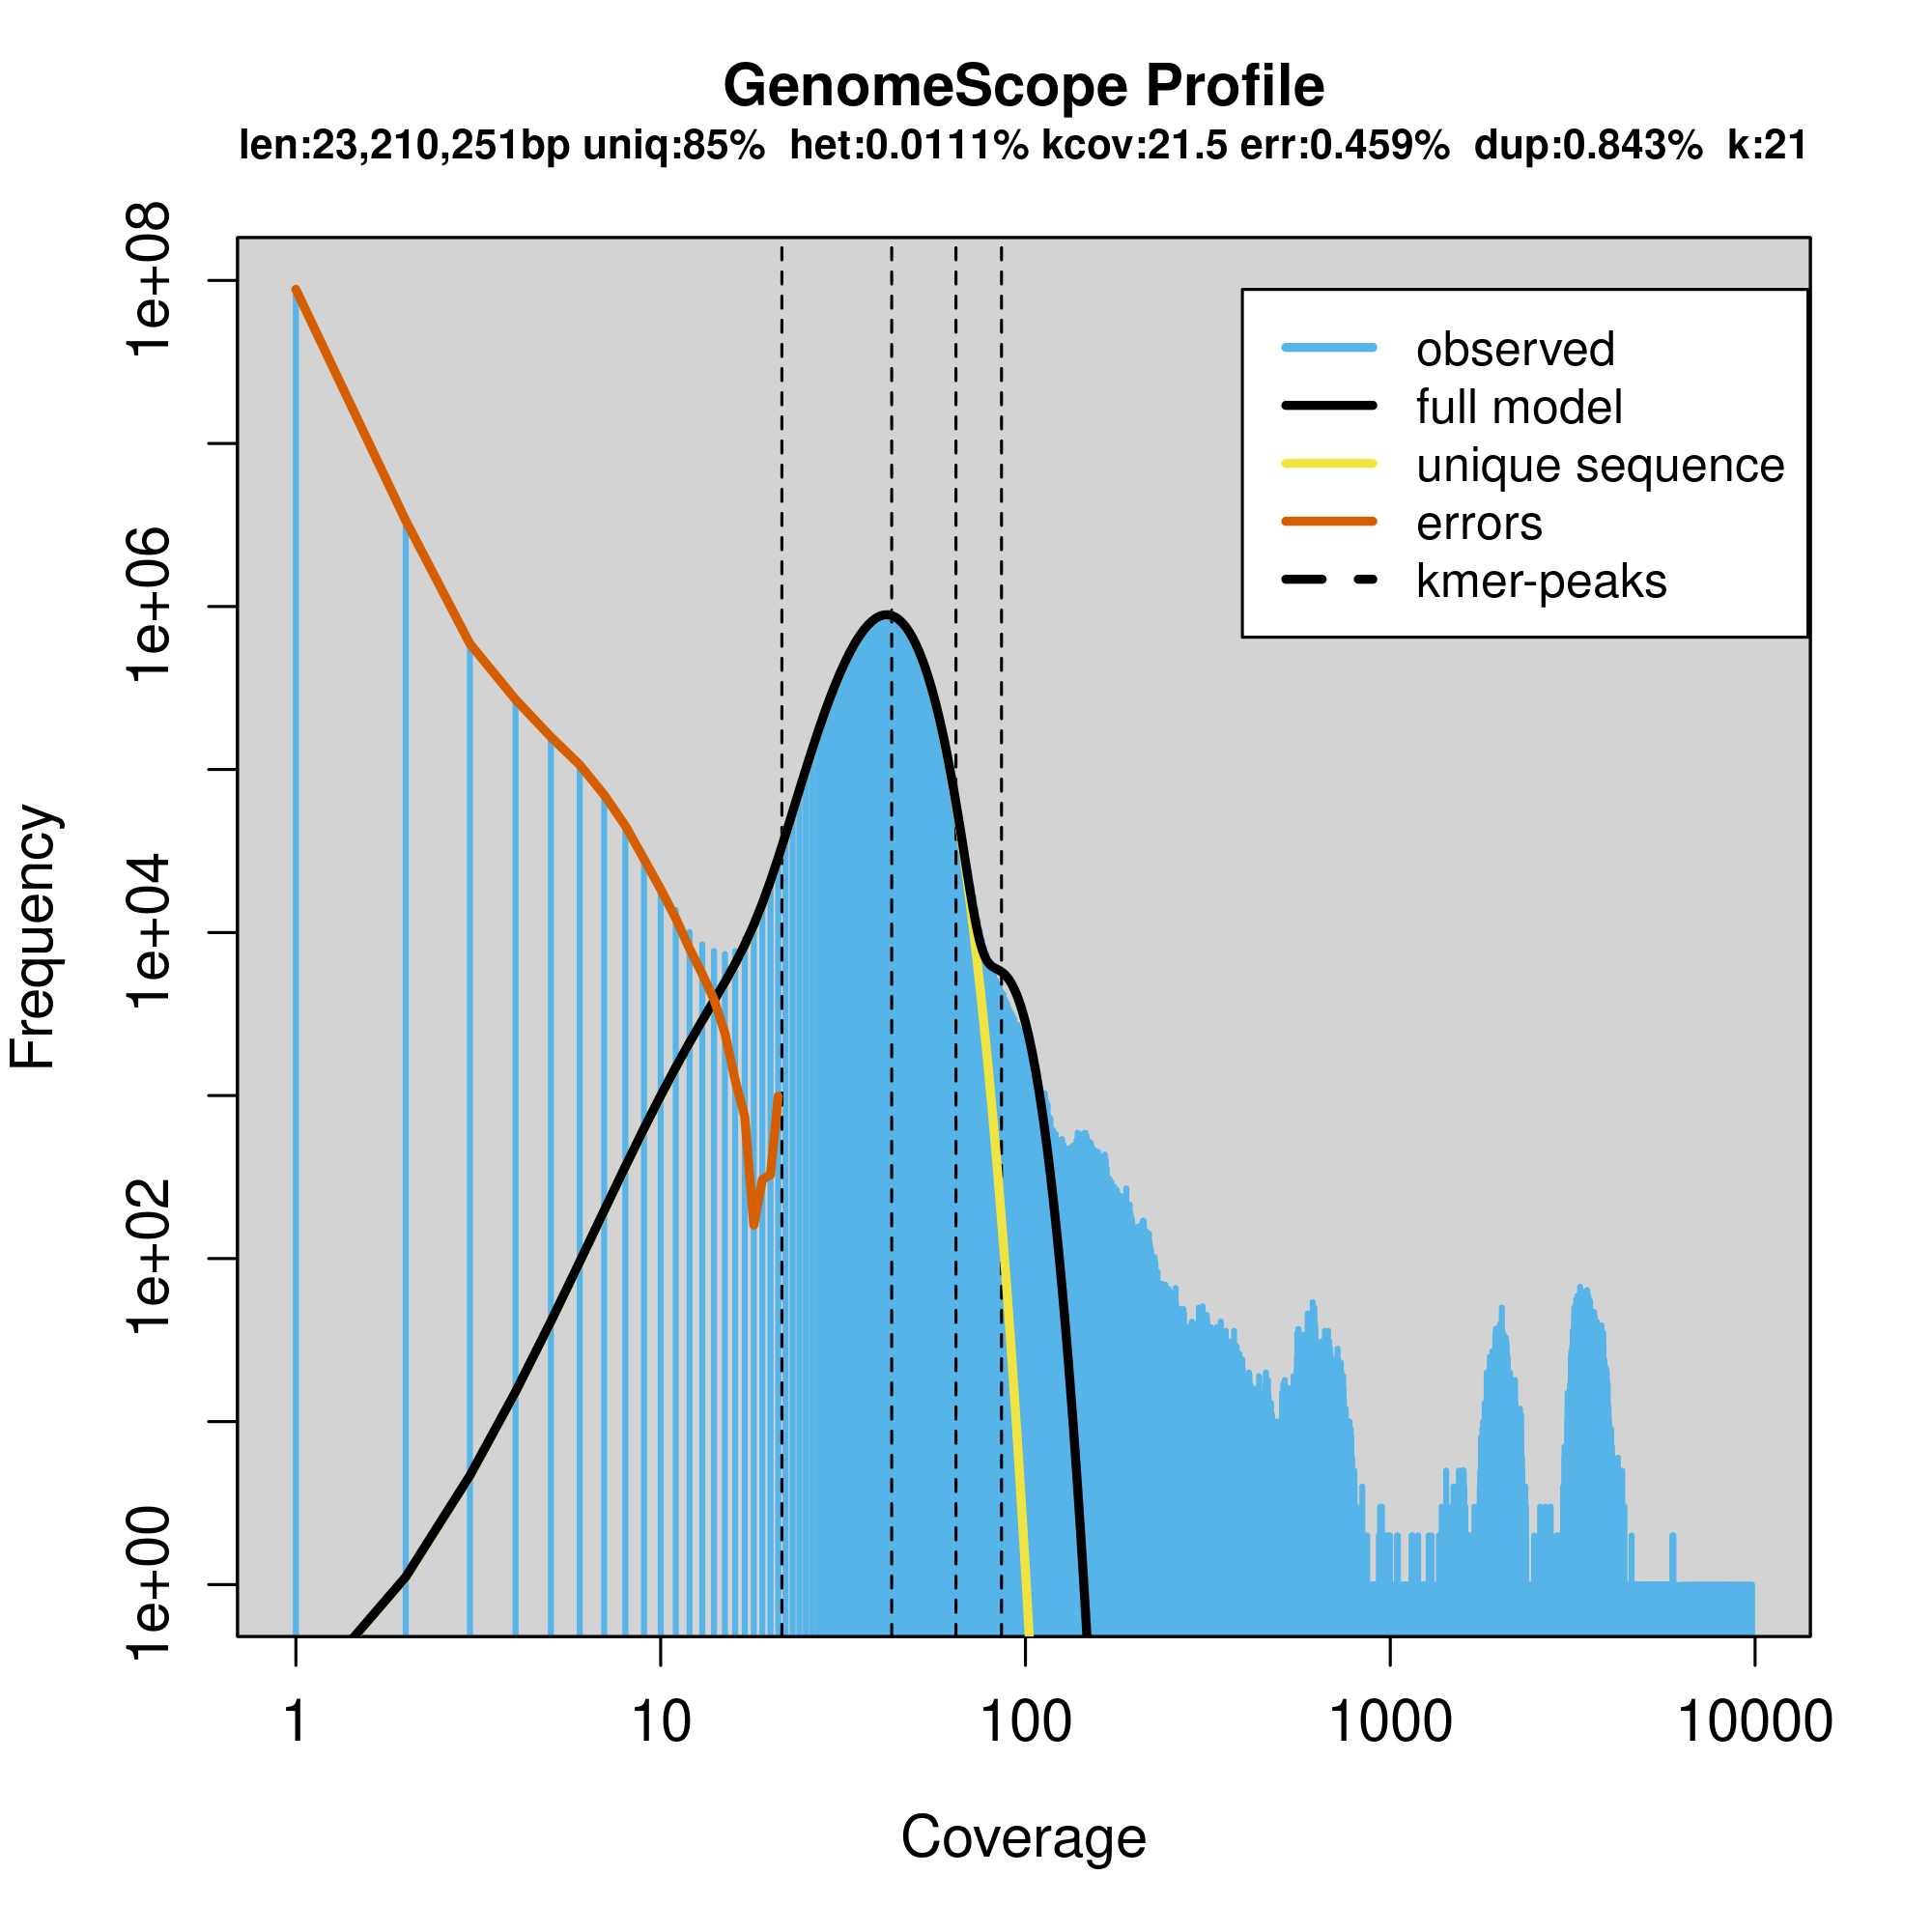 GenomeScope Profile
len:23,210,251bp uniq:85% het:0.0111% kcov:21.5 err:0.459% dup:0.843% k:21
1e+08
1e+06
1e+04
1e+02
1e+00
Frequency
observed
full model
unique sequence
errors
kmer-peaks
1 10 100 1000 10000
Coverage